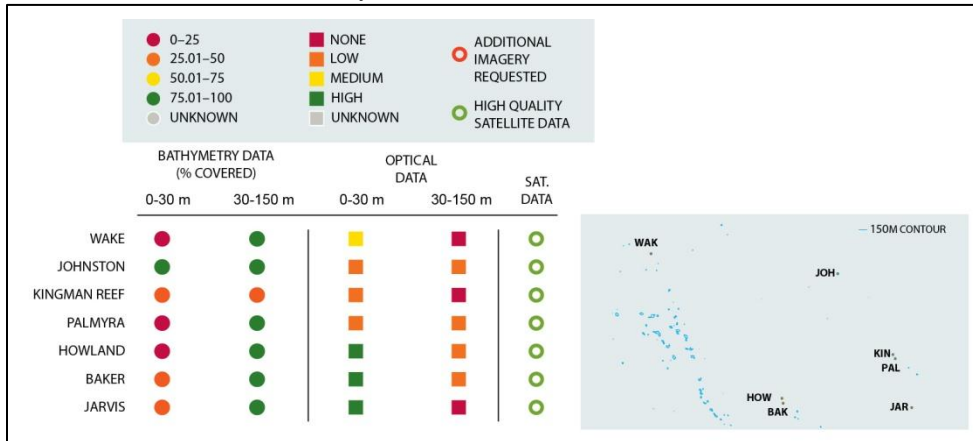 0–25
25.01–50
50.01–75
75.01–100
UNKNOWN
NONE
LOW
MEDIUM
HIGH
UNKNOWN
ADDITIONAL
IMAGERY
REQUESTED
HIGH QUALITY
SATELLITE DATA
BATHYMETRY DATA
(% COVERED)
OPTICAL
DATA
SAT.
DATA
0-30 m
30-150 m
0-30 m
30-150 m
WAKE
JOHNSTON
KINGMAN REEF
PALMYRA
HOWLAND
BAKER
JARVIS
150M CONTOUR
WAK
JOH
KIN
PAL
HOW
BAK
JAR